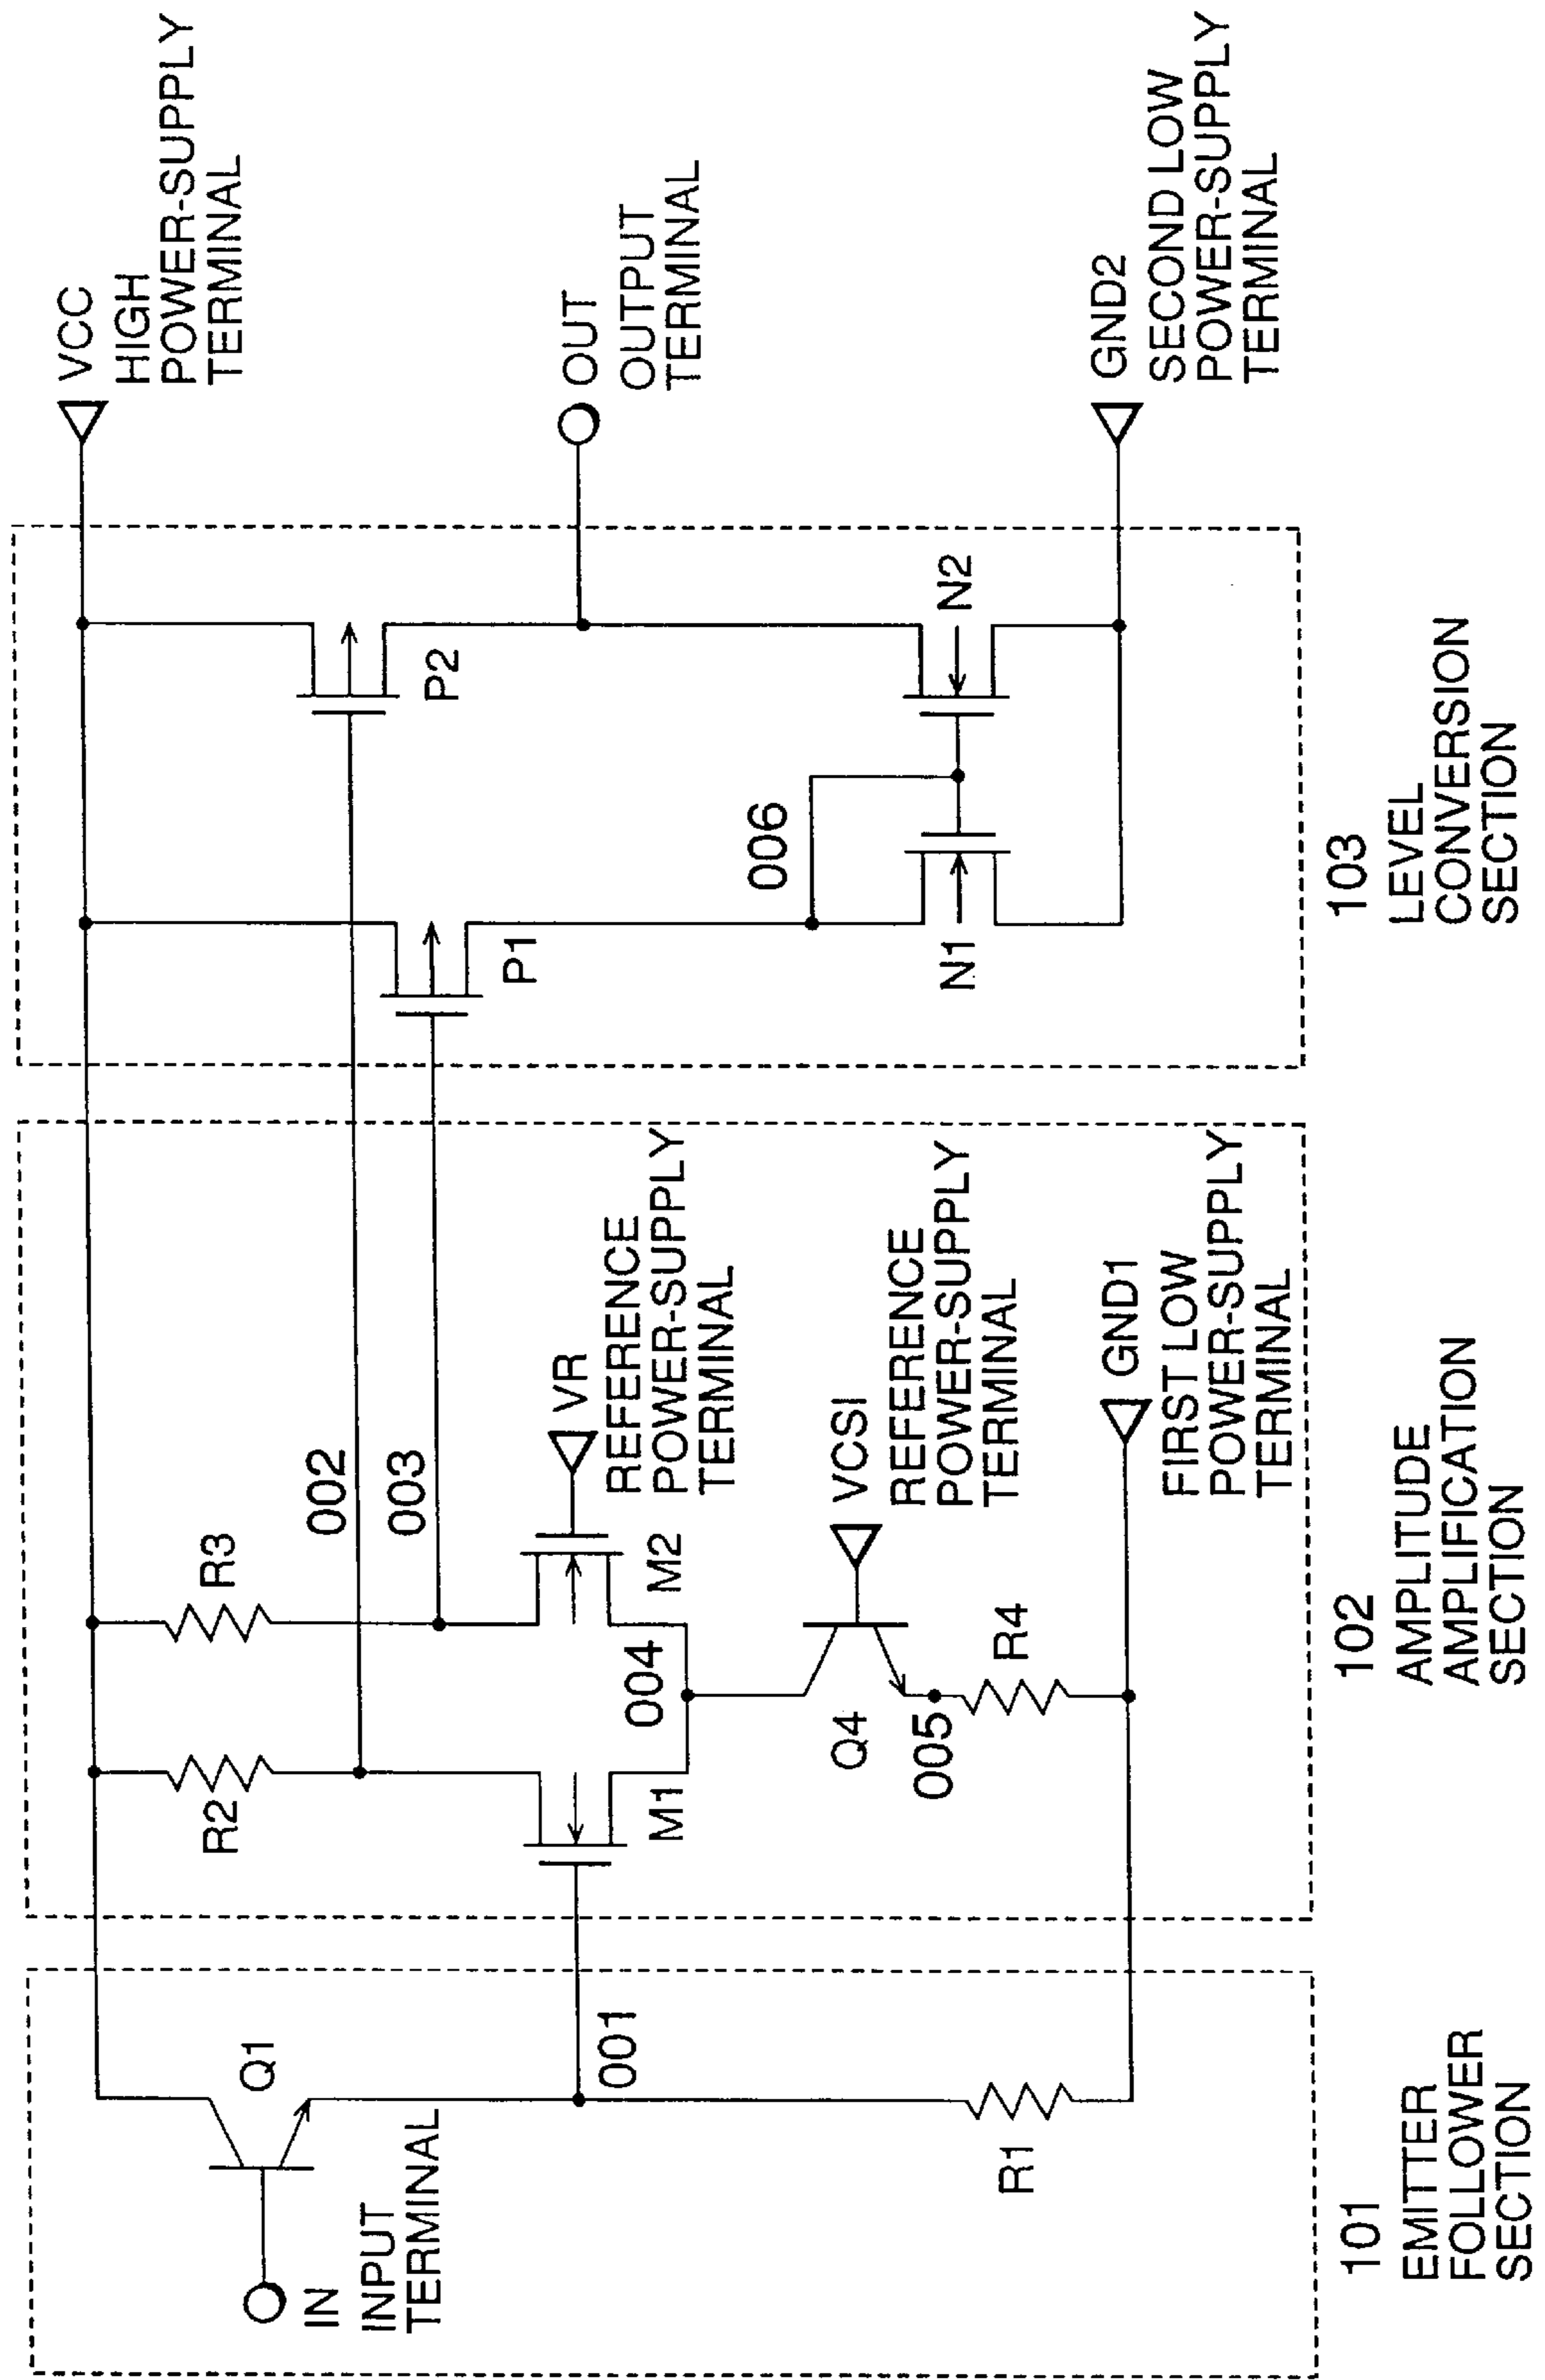 VCC
HIGH
POWER-SUPPLY
TERMINAL
OUT
OUTPUT
TERMINAL
GND2
SECOND LOW
POWER-SUPPLY
TERMINAL
P2
N2
P1
006
N1
103
LEVEL
CONVERSION
SECTION
002
003
R3
R2
M2
M1
VR
REFERENCE
POWER-SUPPLY
TERMINAL
004
VCSI
REFERENCE
POWER-SUPPLY
TERMINAL
Q4
005
R4
GND1
FIRST LOW
POWER-SUPPLY
TERMINAL
102
AMPLITUDE
AMPLIFICATION
SECTION
Q1
IN
INPUT
TERMINAL
001
R1
101
EMITTER
FOLLOWER
SECTION